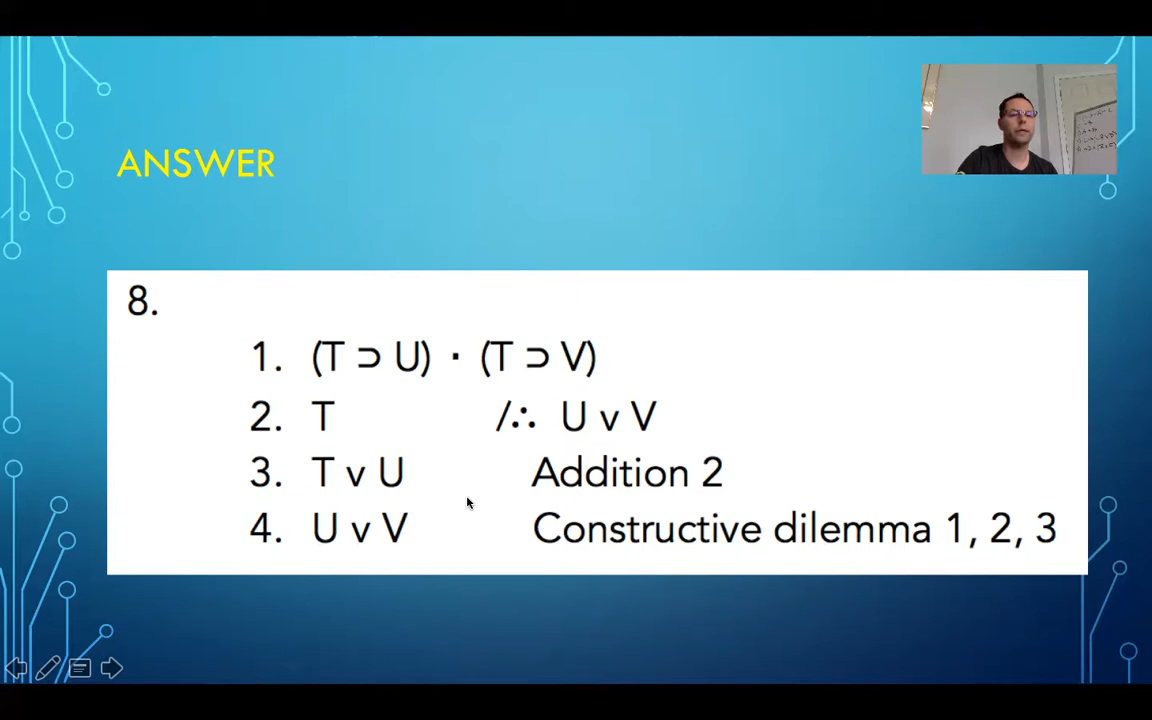 ANSWER
8.
1. (T ⊃ U) · (T ⊃ V)
2. T /∴ U v V
3. T v U Addition 2
4. U v V Constructive dilemma 1, 2, 3